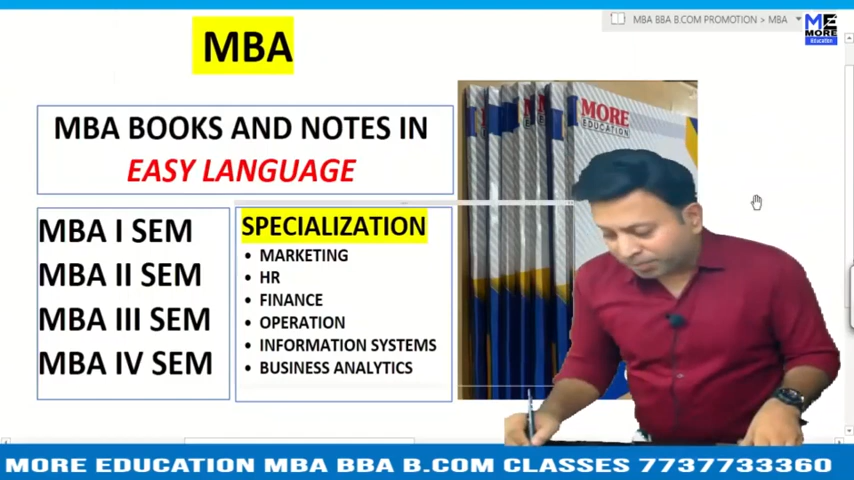 MBA BBA B.COM PROMOTION > MBA
ME
MORE
Education
MBA
MBA BOOKS AND NOTES IN
EASY LANGUAGE
MORE
EDUCATION
MBA I SEM
MBA II SEM
MBA III SEM
MBA IV SEM
SPECIALIZATION
• MARKETING
• HR
• FINANCE
• OPERATION
• INFORMATION SYSTEMS
• BUSINESS ANALYTICS
MORE EDUCATION MBA BBA B.COM CLASSES 7737733360